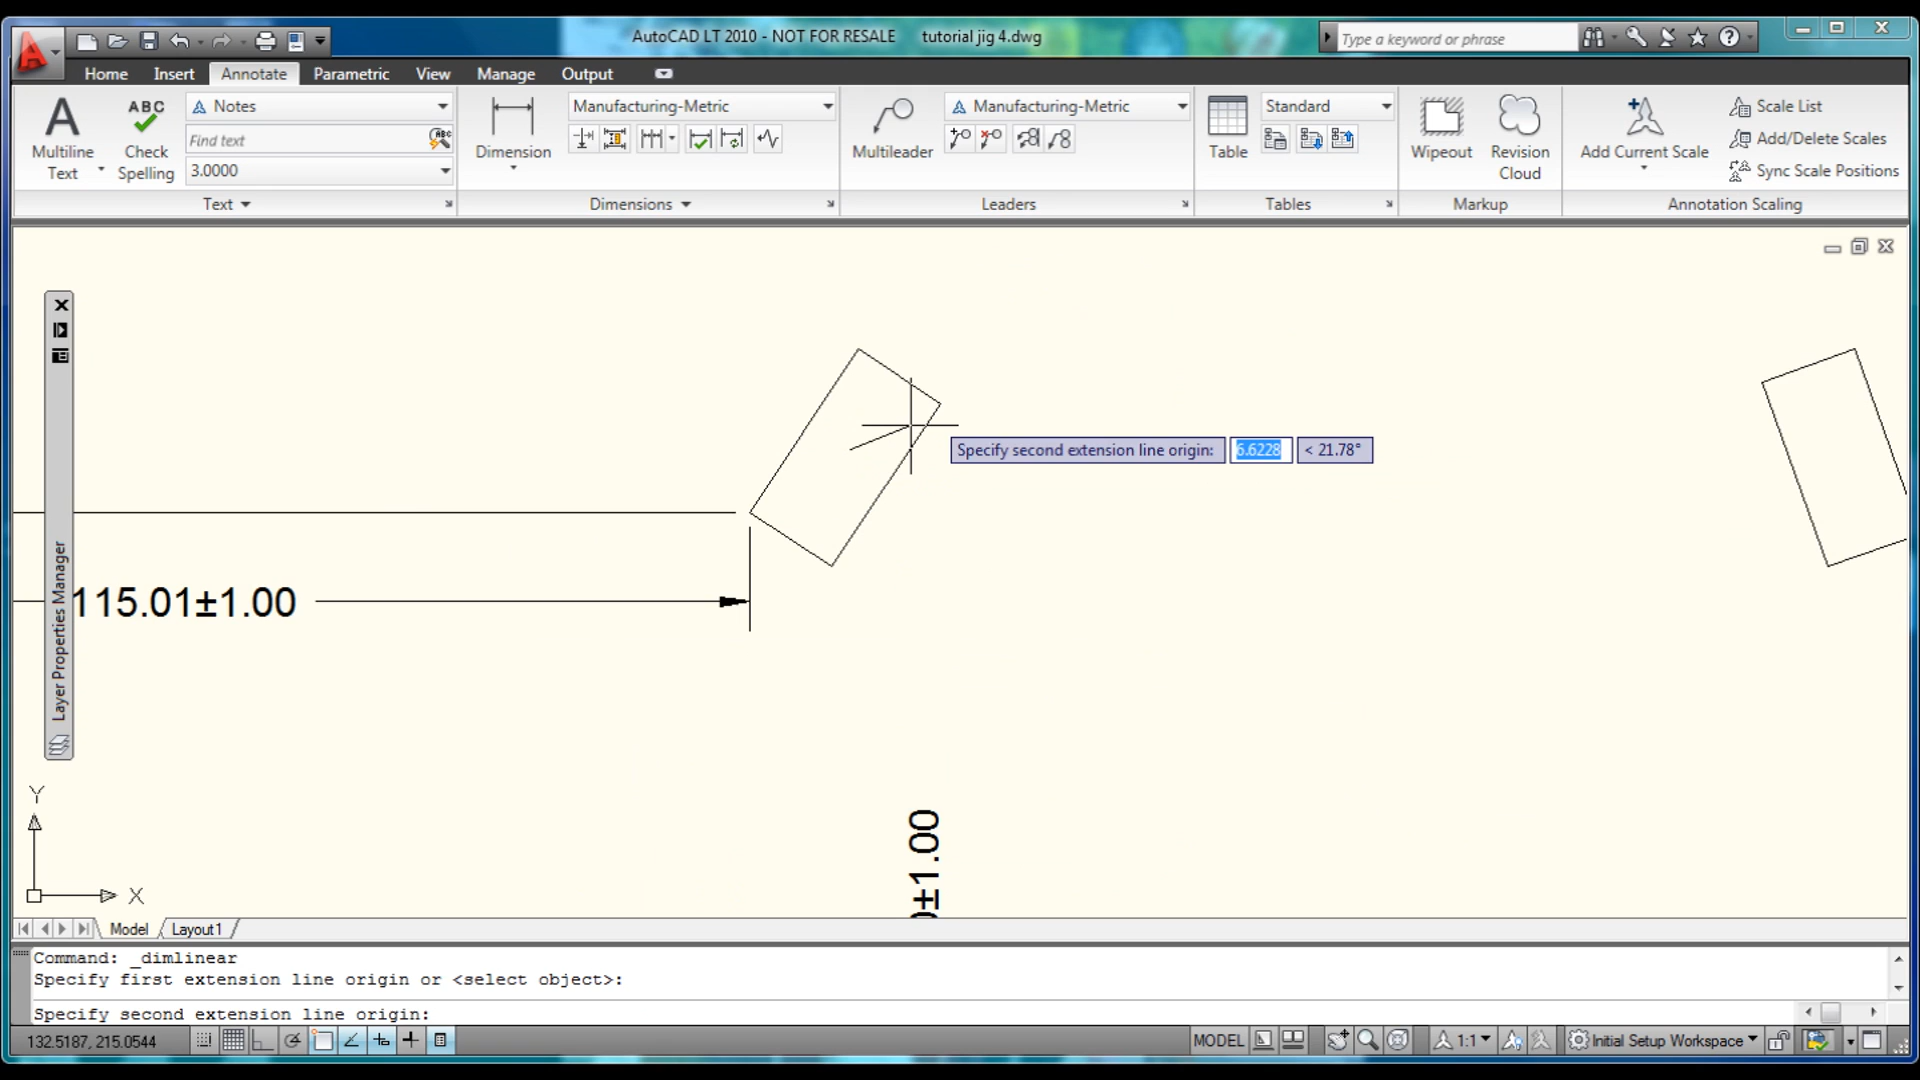 AutoCAD LT 2010 - NOT FOR RESALE tutorial jig 4.dwg
Type a keyword or phrase
Home Insert Annotate Parametric View Manage Output
A
Multiline
Text
ABC
Check
Spelling
Notes
Find text
3.0000
Text
Dimension
Manufacturing-Metric
Dimensions
Multileader
Manufacturing-Metric
Leaders
Table
Standard
Tables
Wipeout
Revision
Cloud
Markup
Add Current Scale
Scale List
Add/Delete Scales
Sync Scale Positions
Annotation Scaling
Specify second extension line origin: 6.6228 < 21.78°
115.01±1.00
Layer Properties Manager
±1.00
Y
X
Model Layout1
Command: _dimlinear
Specify first extension line origin or <select object>:
Specify second extension line origin:
132.5187, 215.0544
MODEL
1:1
Initial Setup Workspace